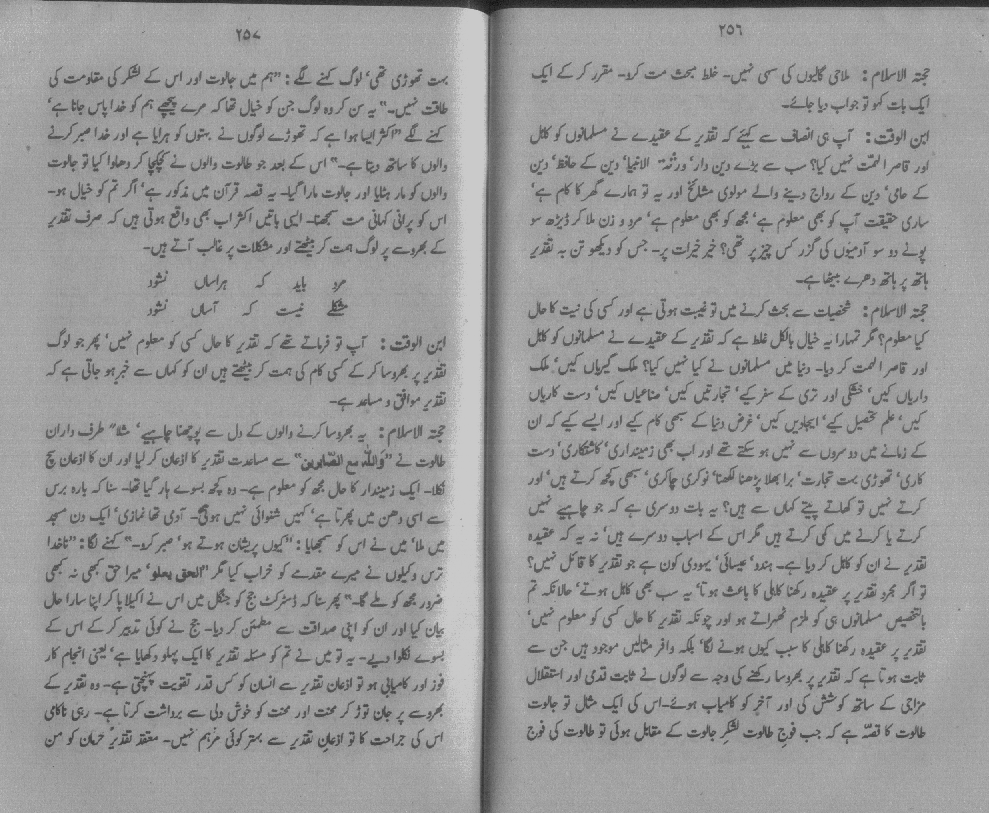 ۲۵۶
حجتہ الاسلام: ملاحی گالیوں کی سی نہیں۔ خلط مبحث مت کرو۔ مقرر کر کے ایک
ایک بات کہو تو جواب دیا جائے۔
ابن الوقت: آپ ہی انصاف سے کہیئے کہ تقدیر کے عقیدے نے مسلمانوں کو کاہل
اور قاصر الہمت نہیں کیا؟ سب سے بڑے دین دار، ورثۃ الانبیا، دین کے حافظ، دین
کے حامی، دین کے رواج دینے والے مولوی مشائخ اور یہ تو ہمارے گھر کا کام ہے،
ساری حقیقت آپ کو بھی معلوم ہے، مجھ کو بھی معلوم ہے، مرد و زن ملا کر ڈیڑھ سو
پونے دو سو آدمیوں کی گزر کس چیز پر تھی؟ خیر خیرات پر۔ جس کو دیکھو تن بہ تقدیر
ہاتھ پر ہاتھ دھرے بیٹھا ہے۔
حجتہ الاسلام: شخصیات سے بحث کرنے میں تو غیبت ہوتی ہے اور کسی کی نیت کا حال
کیا معلوم؟ مگر تمہارا یہ خیال بالکل غلط ہے کہ تقدیر کے عقیدے نے مسلمانوں کو کاہل
اور قاصر الہمت کر دیا۔ دنیا میں مسلمانوں نے کیا نہیں کیا؟ ملک گیریاں کیں، ملک
داریاں کیں، خشکی اور تری کے سفر کیے، تجارتیں کیں، صناعیاں کیں، دست کاریاں
کیں، علم تحصیل کیے، ایجادیں کیں، غرض دنیا کے سبھی کام کیے اور ایسے کیے کہ ان
کے زمانے میں دوسروں سے نہیں ہو سکتے تھے اور اب بھی زمینداری، کاشتکاری، دست
کاری، تھوڑی بہت تجارت، برا بھلا پڑھنا لکھنا، نوکری چاکری، سبھی کچھ کرتے ہیں، اور
کرتے نہیں تو کھاتے پیتے کہاں سے ہیں؟ یہ بات دوسری ہے کہ جو چاہیے نہیں
کرتے یا کرنے میں کمی کرتے ہیں مگر اس کے اسباب دوسرے ہیں، نہ یہ کہ عقیدہ
تقدیر نے ان کو کاہل کر دیا ہے۔ ہندو، عیسائی، یہودی کون ہے جو تقدیر کا قائل نہیں؟
تو اگر مجرد تقدیر پر عقیدہ رکھنا کاہلی کا باعث ہوتا، یہ سب بھی کاہل ہوتے، حالانکہ تم
بالتخصیص مسلمانوں ہی کو ملزم ٹھہراتے ہو اور چونکہ تقدیر کا حال کسی کو معلوم نہیں،
تقدیر پر عقیدہ رکھنا کاہلی کا سبب کیوں ہونے لگا، بلکہ وافر مثالیں موجود ہیں جن سے
ثابت ہوتا ہے کہ تقدیر پر بھروسا رکھنے کی وجہ سے لوگوں نے ثابت قدمی اور استقلال
مزاجی کے ساتھ کوشش کی اور آخر کو کامیاب ہوئے۔ اس کی ایک مثال تو جالوت
طالوت کا قصّہ ہے کہ جب فوج طالوت لشکرِ جالوت کے مقابل ہوئی تو طالوت کی فوج
۲۵۷
بہت تھوڑی تھی، لوگ کہنے لگے: "ہم میں جالوت اور اس کے لشکر کی مقاومت کی
طاقت نہیں۔" یہ سن کر وہ لوگ جن کو خیال تھا کہ مرے پیچھے ہم کو خدا پاس جانا ہے،
کہنے لگے "اکثر ایسا ہوا ہے کہ تھوڑے لوگوں نے بہتوں کو ہرایا ہے اور خدا صبر کرنے
والوں کا ساتھ دیتا ہے۔" اس کے بعد جو طالوت والوں نے کچکچا کر دھاوا کیا تو جالوت
والوں کو مار ہٹایا اور جالوت مارا گیا۔ یہ قصہ قرآن میں مذکور ہے، اگر تم کو خیال ہو۔
اس کو پرانی کہانی مت سمجھنا۔ ایسی باتیں اکثر اب بھی واقع ہوتی ہیں کہ صرف تقدیر
کے بھروسے پر لوگ ہمت کر بیٹھتے اور مشکلات پر غالب آتے ہیں۔
مرد باید کہ ہراساں نشود
مشکلے نیست کہ آساں نشود
ابن الوقت: آپ تو فرماتے تھے کہ تقدیر کا حال کسی کو معلوم نہیں، پھر جو لوگ
تقدیر پر بھروسا کر کے کسی کام کی ہمت کر بیٹھتے ہیں ان کو کہاں سے خبر ہو جاتی ہے کہ
تقدیر موافق و مساعد ہے۔
حجتہ الاسلام: یہ بھروسا کرنے والوں کے دل سے پوچھنا چاہیے، مثلاً طرف داران
طالوت نے "واللّٰہ مع الصّابرین" سے مساعدت تقدیر کا اذعان کر لیا اور ان کا اذعان سچ
نکلا۔ ایک زمیندار کا حال مجھ کو معلوم ہے۔ وہ کچھ بسوے ہار گیا تھا۔ سنا کہ بارہ برس
سے اسی دھن میں پھرتا ہے، کہیں شنوائی نہیں ہوتی۔ آدمی تھا نمازی، ایک دن مسجد
میں ملا، میں نے اس کو سمجھایا: "کیوں پریشان ہوتے ہو، صبر کرو۔" کہنے لگا: "ناخدا
ترس وکیلوں نے میرے مقدمے کو خراب کیا مگر "الحق یعلو، میرا حق کبھی نہ کبھی
ضرور مجھ کو ملے گا۔" پھر سنا کہ ڈسٹرکٹ جج کو جنگل میں اس نے اکیلا پا کر اپنا سارا حال
بیان کیا اور ان کو اپنی صداقت سے مطمئن کر دیا۔ جج نے کوئی تدبیر کر کے اس کے
بسوے نکلوا دیے۔ یہ تو میں نے تم کو مسئلہ تقدیر کا ایک پہلو دکھایا ہے، یعنی انجام کار
فوز اور کامیابی ہو تو اذعان تقدیر سے انسان کو کس قدر تقویت پہنچتی ہے۔ وہ تقدیر کے
بھروسے پر جان توڑ کر محنت اور محنت کو خوش دلی سے برداشت کرتا ہے۔ رہی ناکامی
اس کی جراحت کا تو اذعانِ تقدیر سے بہتر کوئی مرہم نہیں۔ معتقد تقدیر حرمان کو من